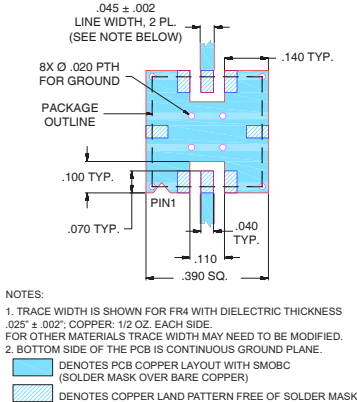 .045 ± .002
LINE WIDTH, 2 PL.
(SEE NOTE BELOW)
.140 TYP.
8X Ø .020 PTH
FOR GROUND
PACKAGE
OUTLINE
.100 TYP.
PIN1
.070 TYP.
.040
TYP.
.110
.390 SQ.
NOTES:
1. TRACE WIDTH IS SHOWN FOR FR4 WITH DIELECTRIC THICKNESS
.025" ± .002"; COPPER: 1/2 OZ. EACH SIDE.
FOR OTHER MATERIALS TRACE WIDTH MAY NEED TO BE MODIFIED.
2. BOTTOM SIDE OF THE PCB IS CONTINUOUS GROUND PLANE.
DENOTES PCB COPPER LAYOUT WITH SMOBC
(SOLDER MASK OVER BARE COPPER)
DENOTES COPPER LAND PATTERN FREE OF SOLDER MASK